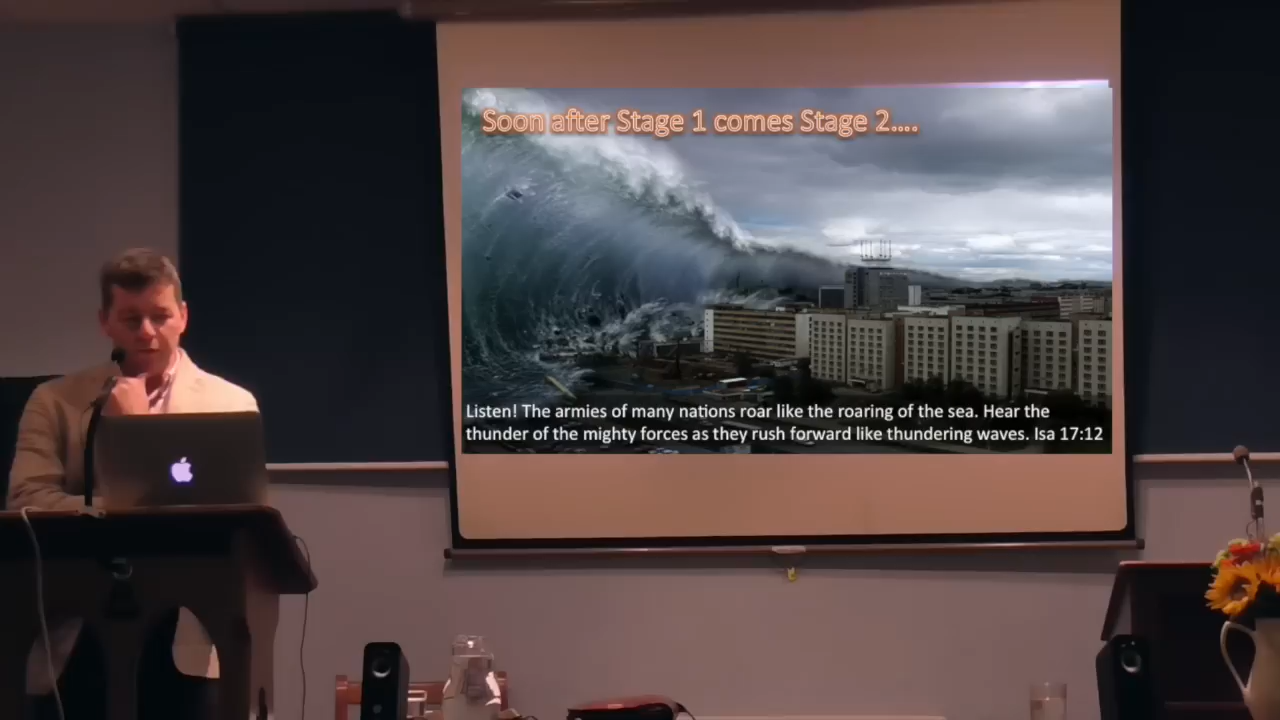 Soon after Stage 1 comes Stage 2....
Listen! The armies of many nations roar like the roaring of the sea. Hear the
thunder of the mighty forces as they rush forward like thundering waves. Isa 17:12